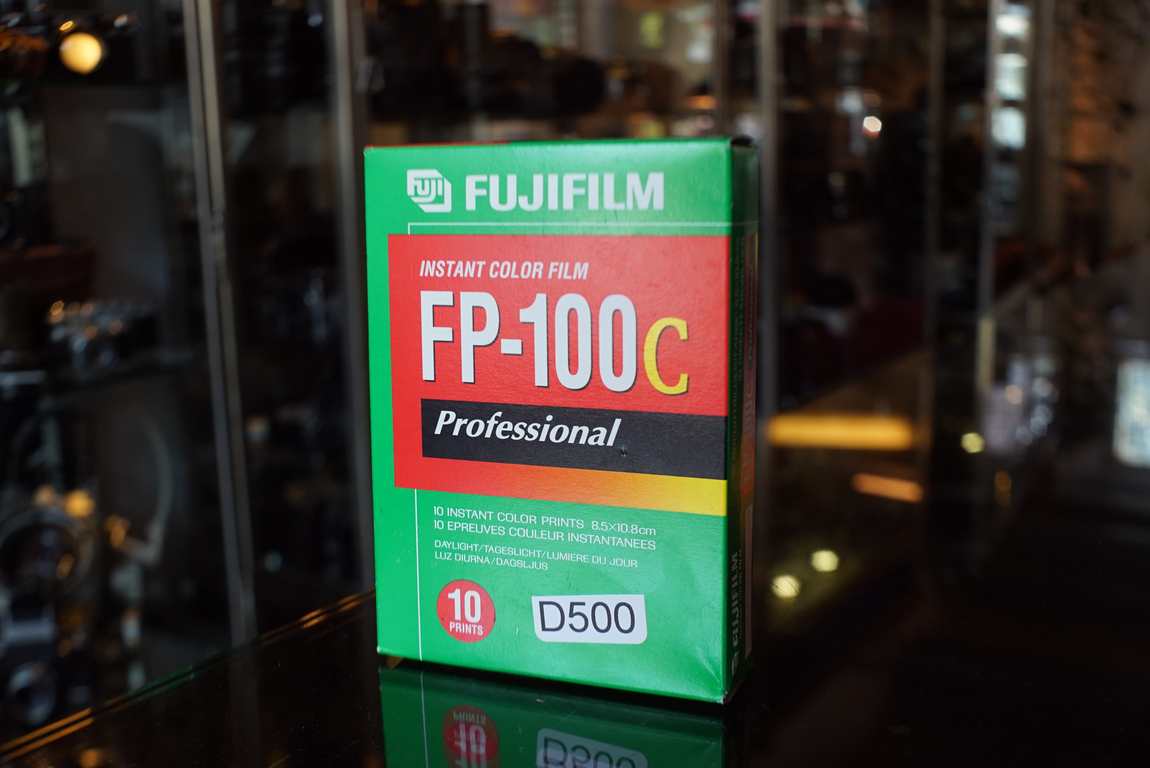 FUJI FUJIFILM
INSTANT COLOR FILM
FP-100C
Professional
10 INSTANT COLOR PRINTS 8.5×10.8cm
10 EPREUVES COULEUR INSTANTANEES
DAYLIGHT/TAGESLICHT/LUMIERE DU JOUR
LUZ DIURNA/DAGSLJUS
10
PRINTS
D500
FUJIFILM